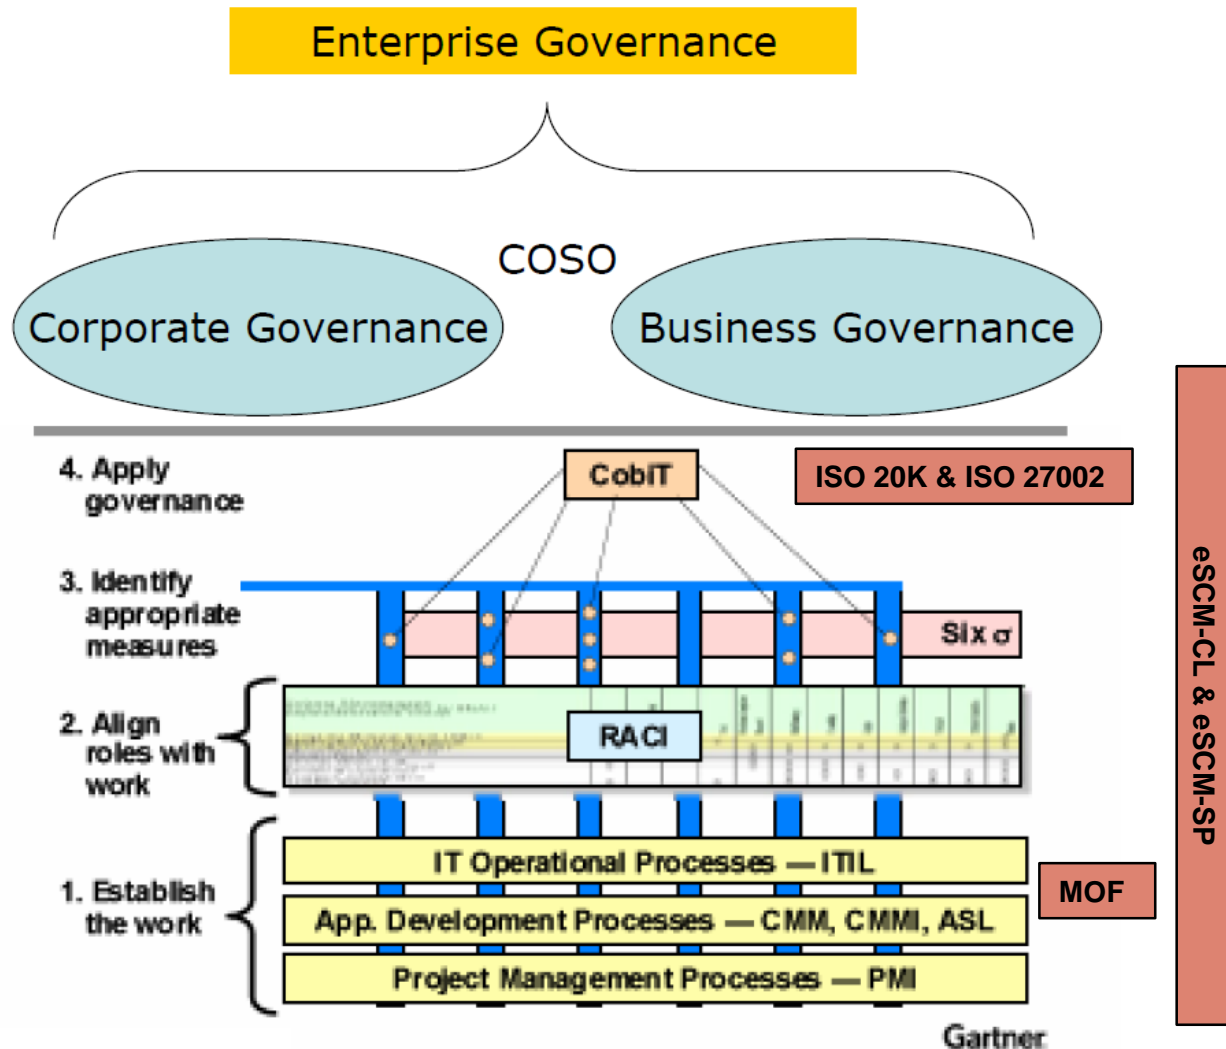 Enterprise Governance
COSO
Corporate Governance
Business Governance
4. Apply
governance
CobiT
ISO 20K & ISO 27002
3. Identify
appropriate
measures
Six σ
2. Align
roles with
work
RACI
eSCM-CL & eSCM-SP
1. Establish
the work
IT Operational Processes — ITIL
MOF
App. Development Processes — CMM, CMMI, ASL
Project Management Processes — PMI
Gartner